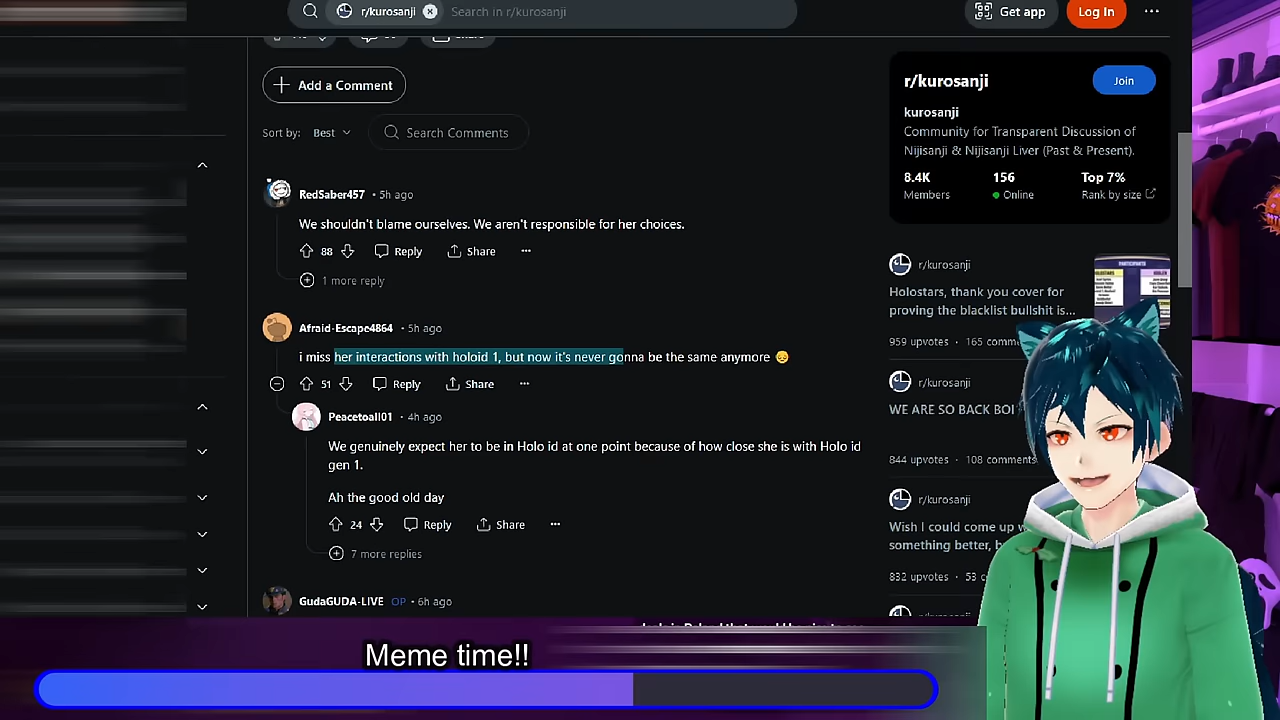 r/kurosanji
Search in r/kurosanji
Get app
Log In
Share
Add a Comment
Sort by: Best
Search Comments
RedSaber457 • 5h ago
We shouldn't blame ourselves. We aren't responsible for her choices.
88 Reply Share
1 more reply
Afraid-Escape4864 • 5h ago
i miss her interactions with holoid 1, but now it's never gonna be the same anymore 😔
51 Reply Share
Peacetoall01 • 4h ago
We genuinely expect her to be in Holo id at one point because of how close she is with Holo id
gen 1.
Ah the good old day
24 Reply Share
7 more replies
GudaGUDA-LIVE OP • 6h ago
r/kurosanji
Join
kurosanji
Community for Transparent Discussion of
Nijisanji & Nijisanji Liver (Past & Present).
8.4K 156 Top 7%
Members Online Rank by size
r/kurosanji
Holostars, thank you cover for
proving the blacklist bullshit is...
959 upvotes • 165
r/kurosanji
WE ARE SO BACK BOI
844 upvotes • 108 comments
r/kurosanji
Wish I could come up
something better,
832 upvotes • 53
Meme time!!